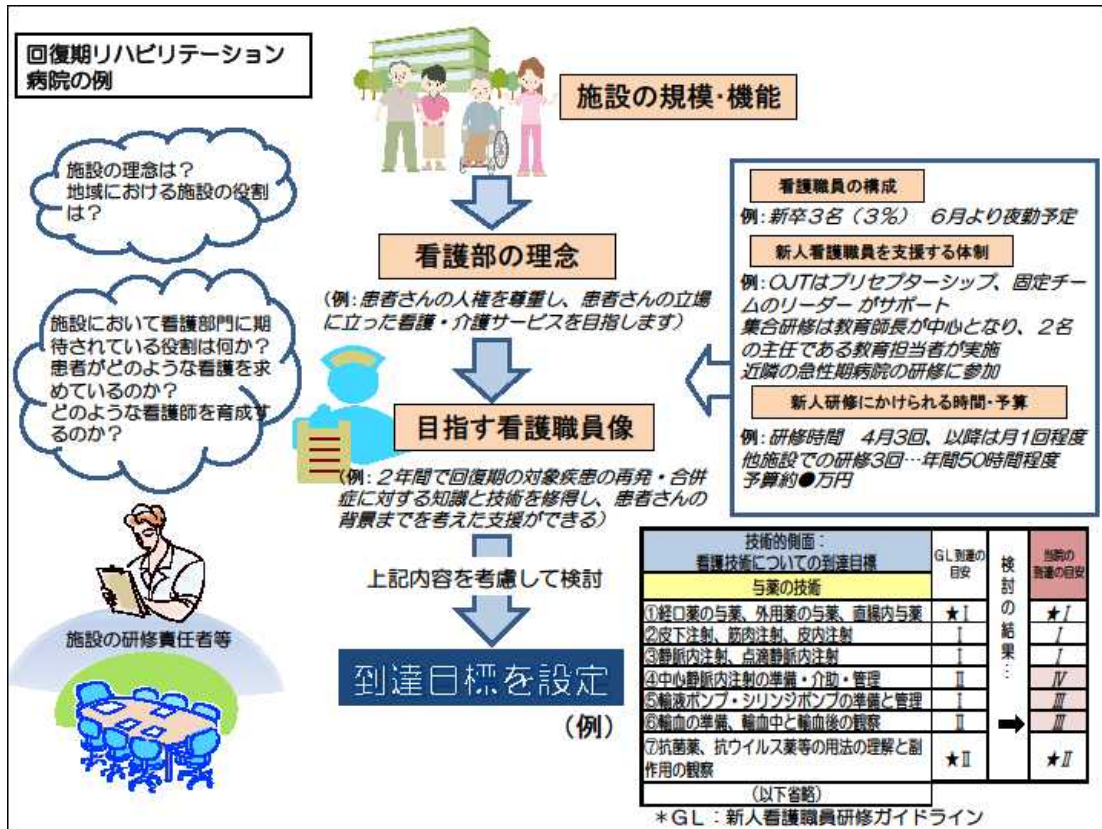 回復期リハビリテーション
病院の例
施設の規模・機能
施設の理念は？
地域における施設の役割
は？
看護部の理念
(例：患者さんの人権を尊重し、患者さんの立場
に立った看護・介護サービスを目指します)
施設において看護部門に期
待されている役割は何か？
患者がどのような看護を求
めているのか？
どのような看護師を育成す
るのか？
目指す看護職員像
(例：２年間で回復期の対象疾患の再発・合併
症に対する知識と技術を修得し、患者さんの
背景までを考えた支援ができる)
上記内容を考慮して検討
施設の研修責任者等
到達目標を設定
(例)
看護職員の構成
例：新卒３名（３％）　６月より夜勤予定
新人看護職員を支援する体制
例：OJTはプリセプターシップ、固定チー
ムのリーダー がサポート
集合研修は教育師長が中心となり、２名
の主任である教育担当者が実施
近隣の急性期病院の研修に参加
新人研修にかけられる時間・予算
例：研修時間　４月３回、以降は月１回程度
他施設での研修３回…年間５０時間程度
予算約●万円
技術的側面：
看護技術についての到達目標
GL到達の
目安
検討の結果…
当院の
到達の目安
与薬の技術
①経口薬の与薬、外用薬の与薬、直腸内与薬 ★Ⅰ ★Ⅰ
②皮下注射、筋肉注射、皮内注射 Ⅰ Ⅰ
③静脈内注射、点滴静脈内注射 Ⅰ Ⅰ
④中心静脈内注射の準備・介助・管理 Ⅱ Ⅳ
⑤輸液ポンプ・シリンジポンプの準備と管理 Ⅰ Ⅲ
⑥輸血の準備、輸血中と輸血後の観察 Ⅱ Ⅲ
⑦抗菌薬、抗ウイルス薬等の用法の理解と副
作用の観察 ★Ⅱ ★Ⅱ
(以下省略)
＊GL：新人看護職員研修ガイドライン